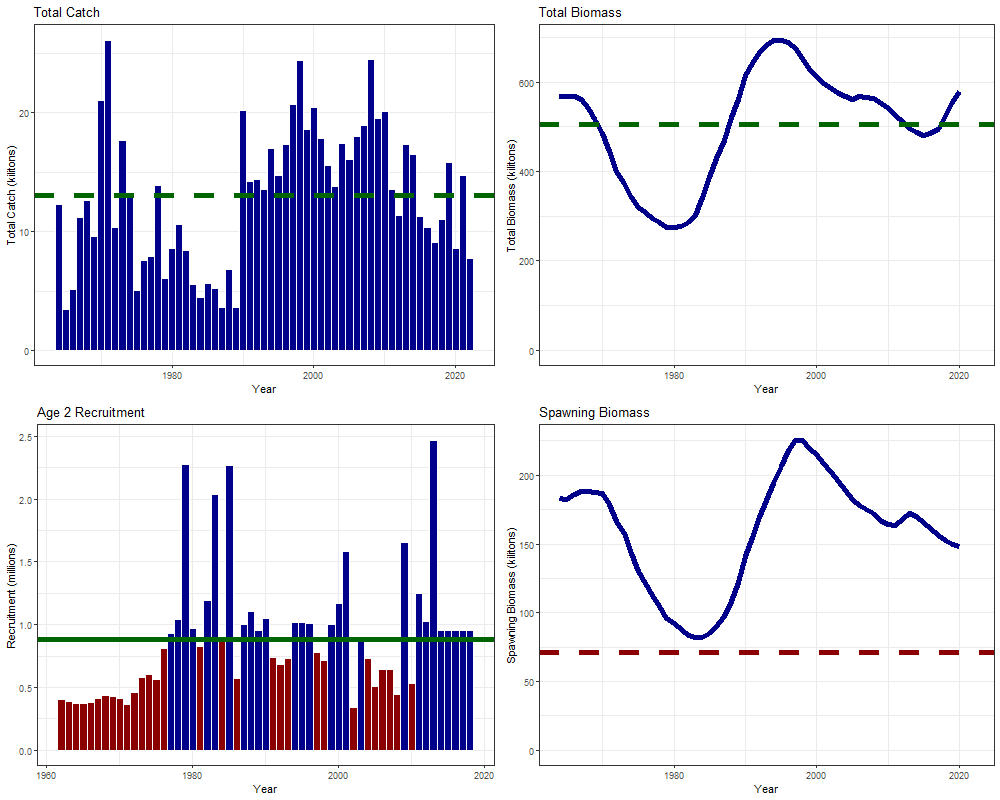 Total Catch
Total Catch (kilitons)
20
10
0
1980
2000
2020
Year
Total Biomass
Total Biomass (kilitons)
600
400
200
0
1980
2000
2020
Year
Age 2 Recruitment
Recruitment (millions)
2.5
2.0
1.5
1.0
0.5
0.0
1960
1980
2000
2020
Year
Spawning Biomass
Spawning Biomass (kilitons)
200
150
100
50
0
1980
2000
2020
Year